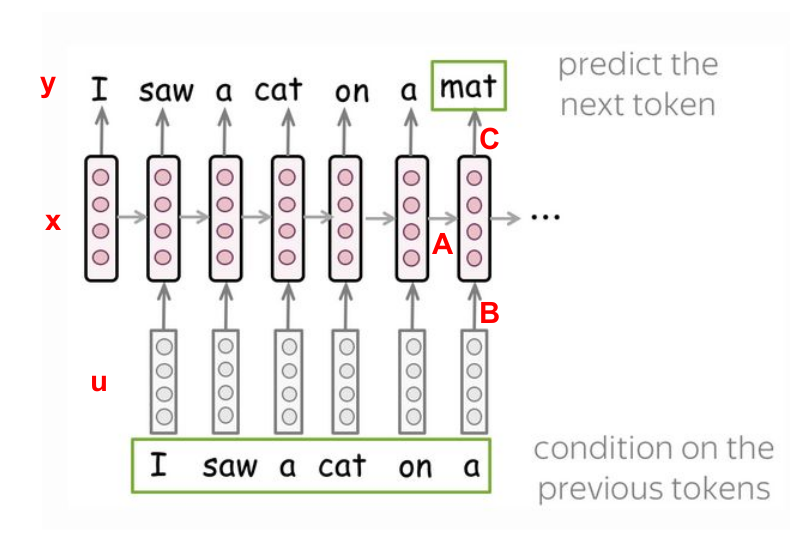 y I saw a cat on a mat
predict the
next token
C
x ...
A
B
u
I saw a cat on a
condition on the
previous tokens